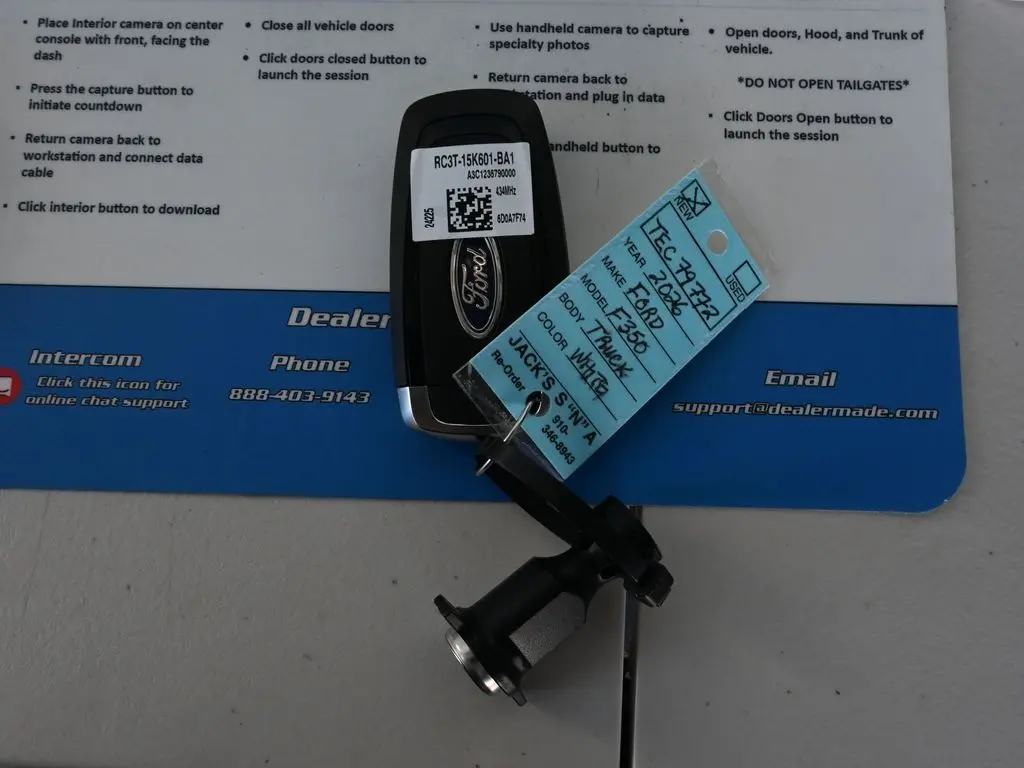 • Place Interior camera on center
console with front, facing the
dash
• Press the capture button to
initiate countdown
• Return camera back to
workstation and connect data
cable
• Click interior button to download
• Close all vehicle doors
• Click doors closed button to
launch the session
• Use handheld camera to capture
specialty photos
• Return camera back to
station and plug in data
andheld button to
• Open doors, Hood, and Trunk of
vehicle.
*DO NOT OPEN TAILGATES*
• Click Doors Open button to
launch the session
RC3T-15K601-BA1
A3C1238790000
434MHz
24225
6D0A7F74
Ford
NEW
USED
TEC 79772
YEAR 2026
MAKE FORD
MODEL F350
BODY TRUCK
COLOR WHITE
JACK'S S "N" A
Re-Order 910-
346-8943
Dealer
Intercom
Click this icon for
online chat support
Phone
888-403-9143
Email
support@dealermade.com